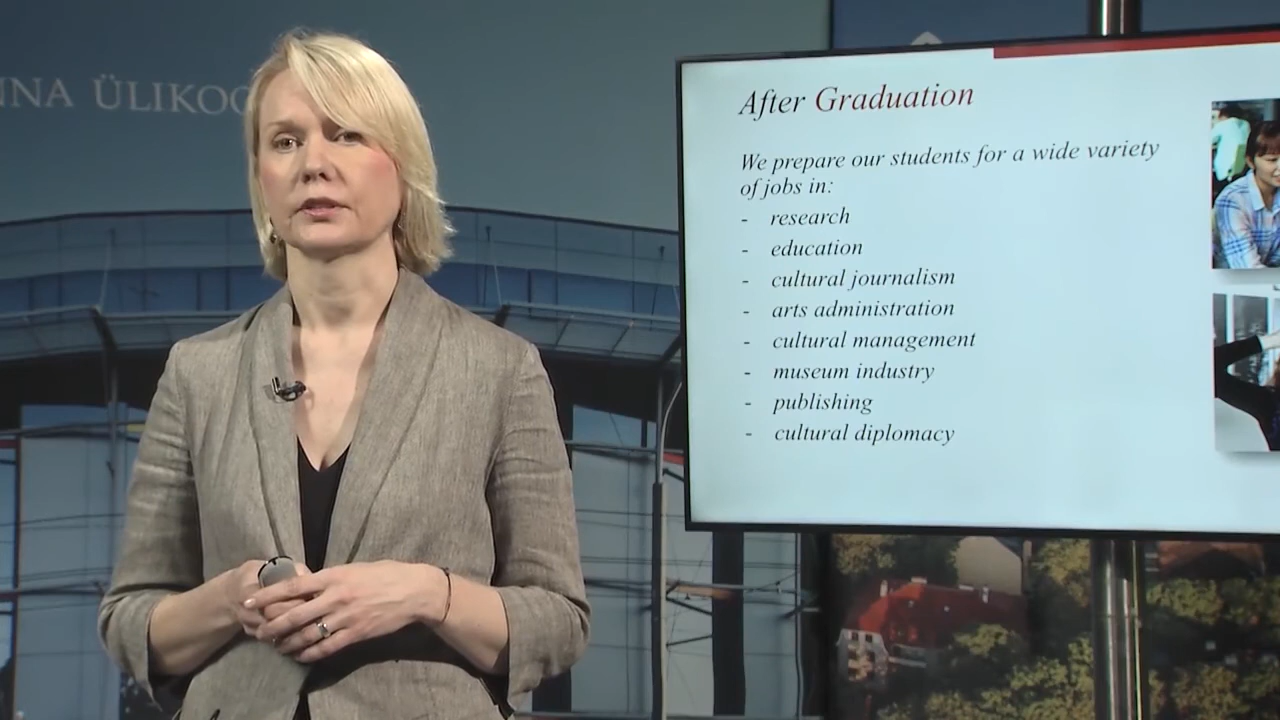 NNA ÜLIKOO
After Graduation
We prepare our students for a wide variety
of jobs in:
- research
- education
- cultural journalism
- arts administration
- cultural management
- museum industry
- publishing
- cultural diplomacy